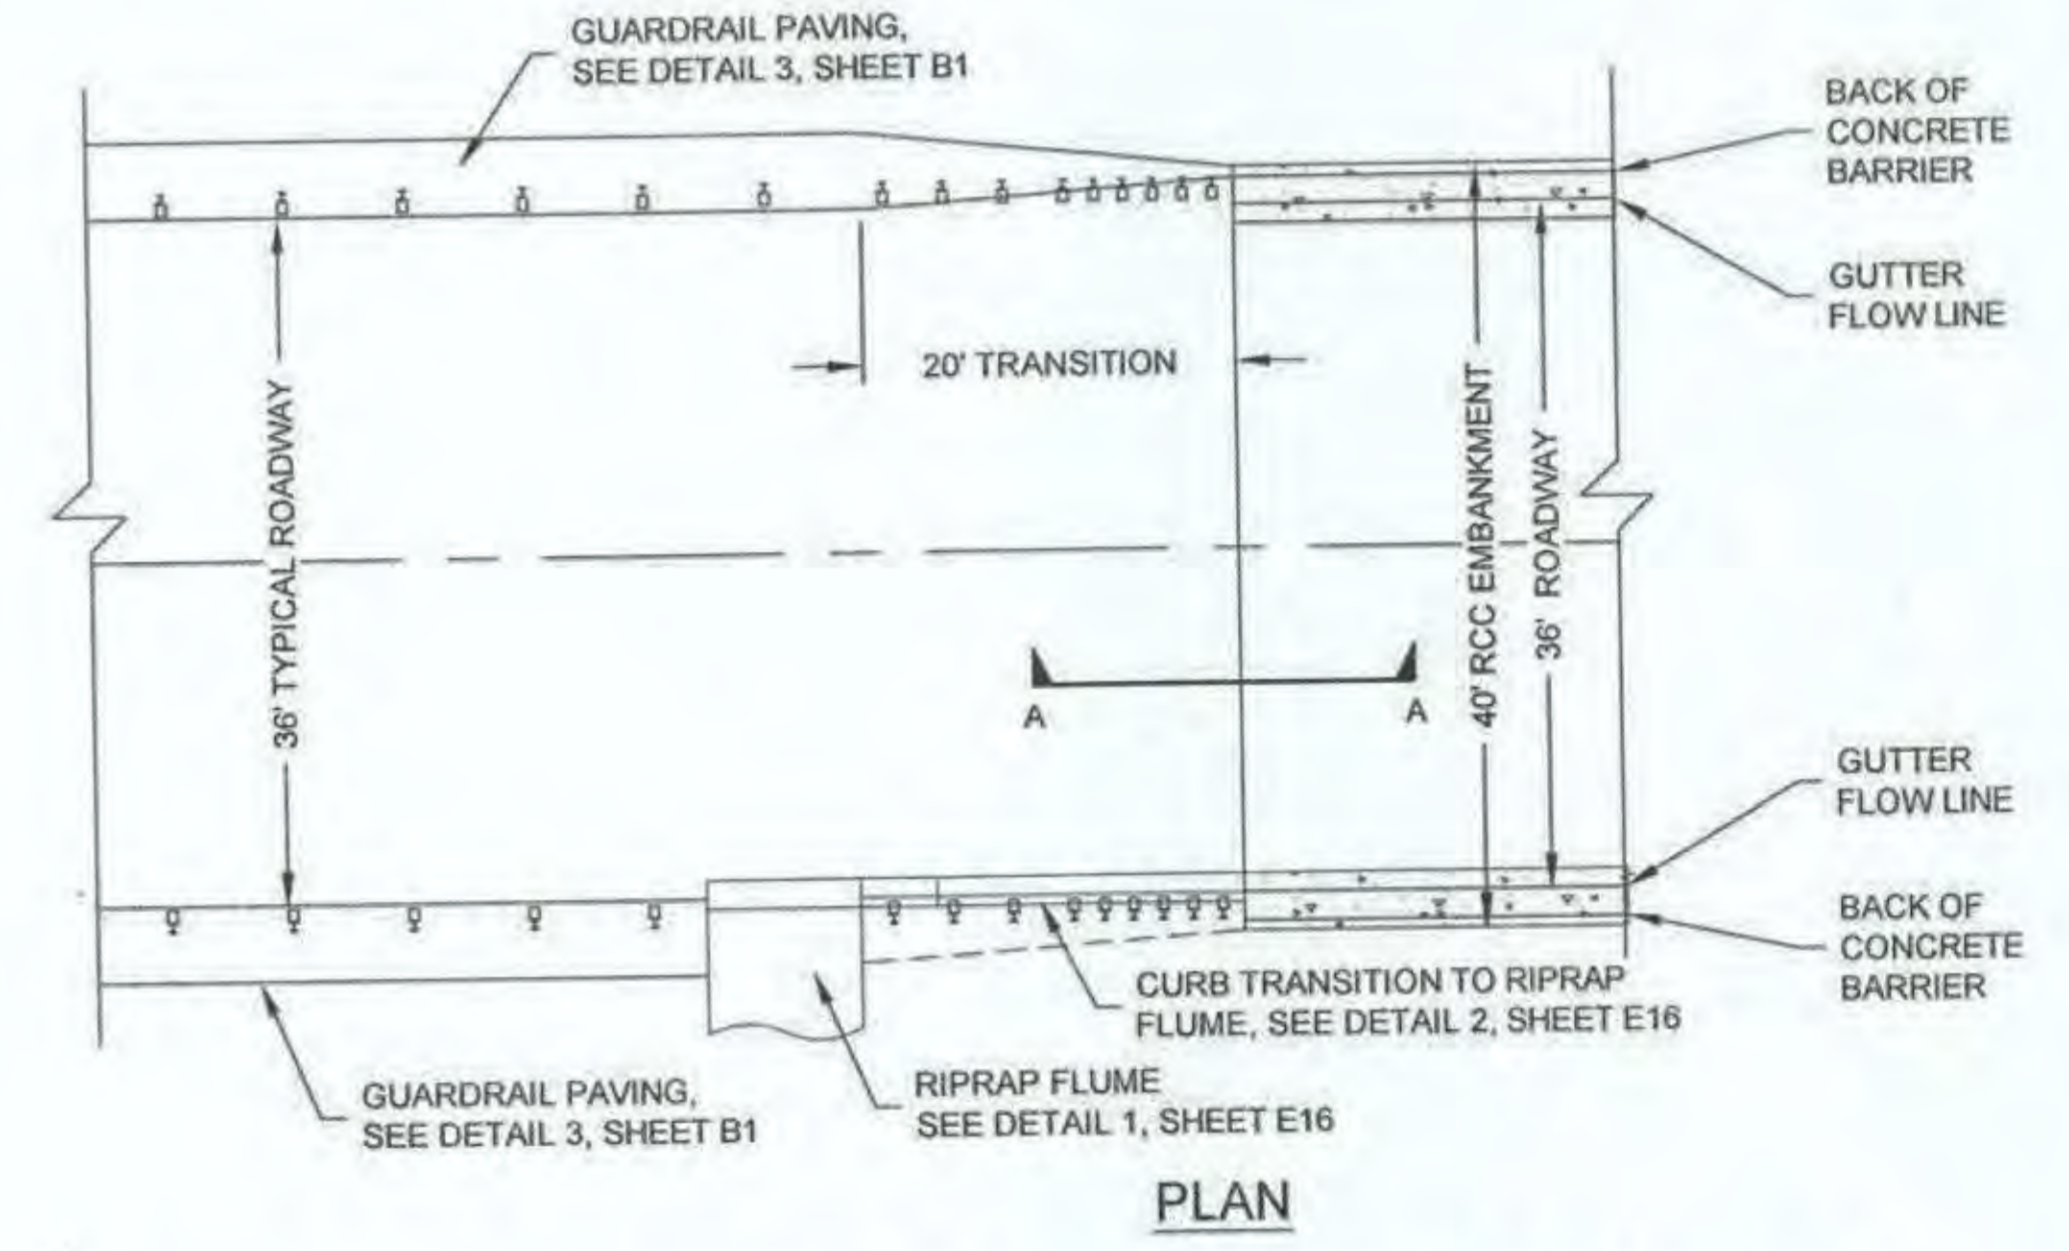 GUARDRAIL PAVING,
SEE DETAIL 3, SHEET B1
BACK OF
CONCRETE
BARRIER
GUTTER
FLOW LINE
20' TRANSITION
36' TYPICAL ROADWAY
40' RCC EMBANKMENT
36' ROADWAY
A
A
GUTTER
FLOW LINE
BACK OF
CONCRETE
BARRIER
CURB TRANSITION TO RIPRAP
FLUME, SEE DETAIL 2, SHEET E16
RIPRAP FLUME
SEE DETAIL 1, SHEET E16
GUARDRAIL PAVING,
SEE DETAIL 3, SHEET B1
PLAN